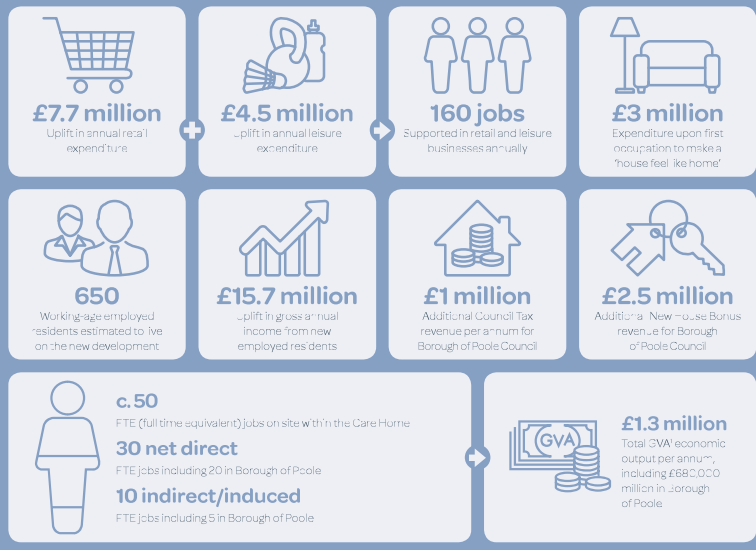 £7.7 million
Uplift in annual retail
expenditure
£4.5 million
Uplift in annual leisure
expenditure
160 jobs
Supported in retail and leisure
businesses annually
£3 million
Expenditure upon first
occupation to make a
'house feel like home'
650
Working-age employed
residents estimated to live
on the new development
£15.7 million
Uplift in gross annual
income from new
employed residents
£1 million
Additional Council Tax
revenue per annum for
Borough of Poole Council
£2.5 million
Additional New House Bonus
revenue for Borough
of Poole Council
c. 50
FTE (full time equivalent) jobs on site within the Care Home
30 net direct
FTE jobs including 20 in Borough of Poole
10 indirect/induced
FTE jobs including 5 in Borough of Poole
GVA
£1.3 million
Total GVA¹ economic
output per annum,
including £680,000
million in Borough
of Poole